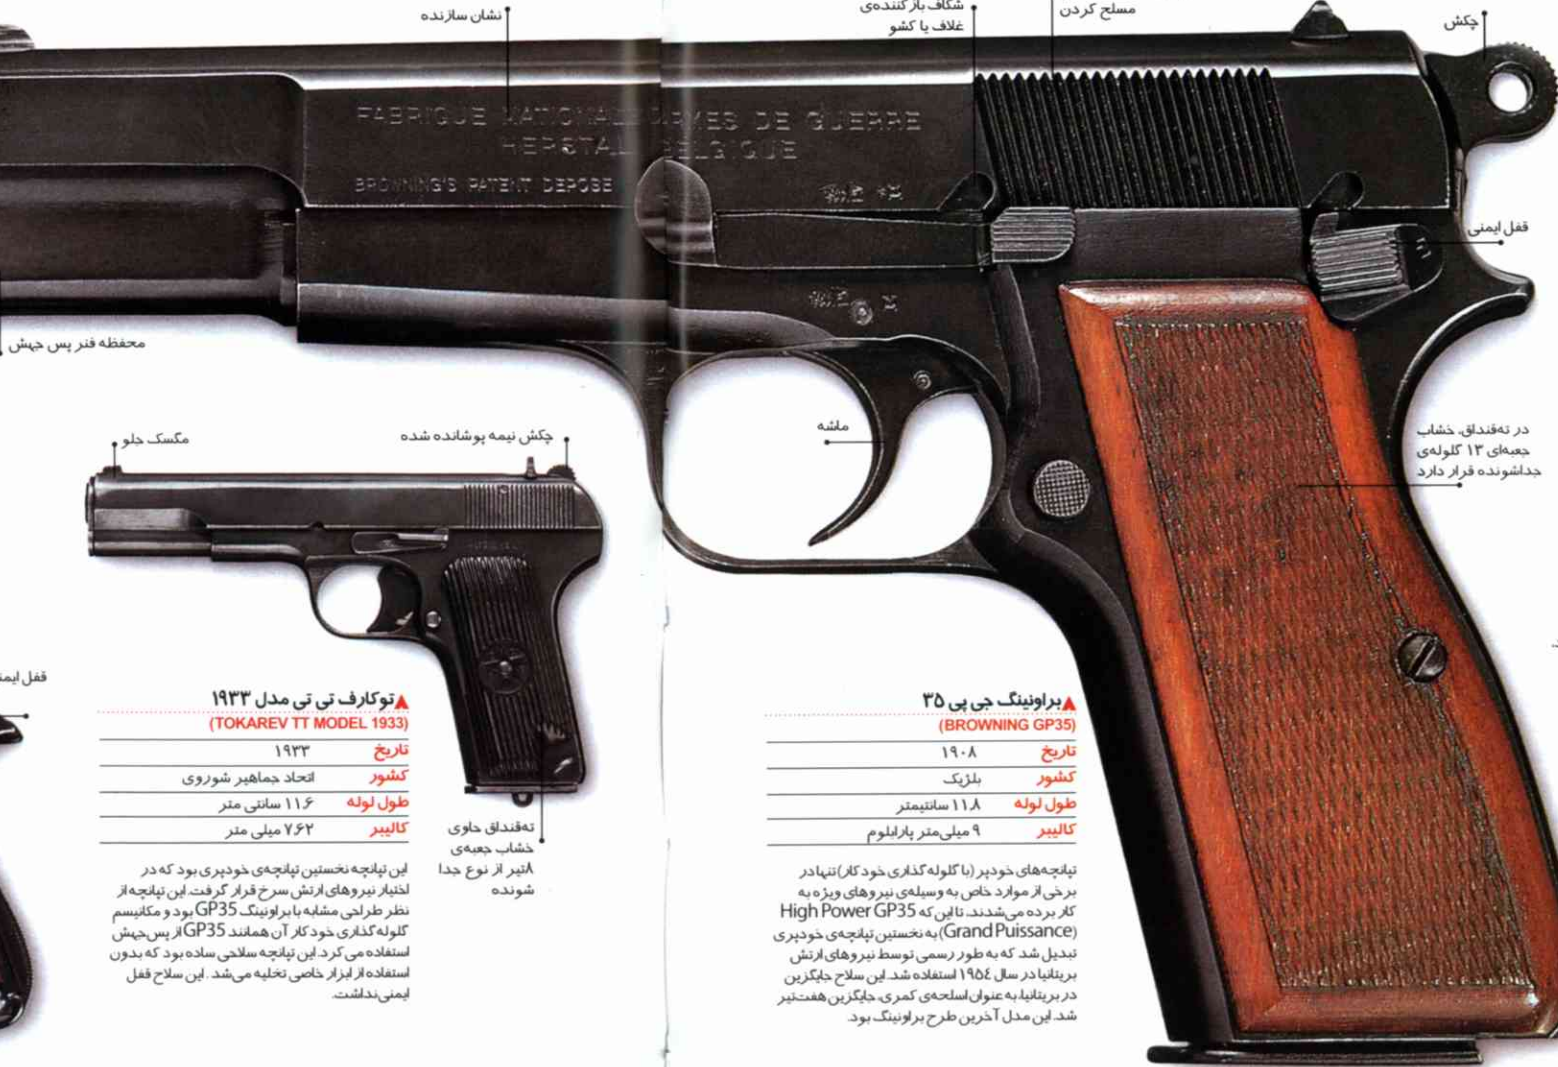 نشان سازنده
شکاف بازکننده‌ی
غلاف یا کشو
مسلح کردن
چکش
FABRIQUE NATIONAL ARMES DE GUERRE
HERSTAL BELGIQUE
BROWNING'S PATENT DEPOSE
قفل ایمنی
محفظه فنر پس جهش
ماشه
در ته‌قنداق، خشاب
جعبه‌ای ۱۳ گلوله‌ی
جداشونده قرار دارد
مگسک جلو
چکش نیمه پوشانده شده
قفل ایمنی
ته‌قنداق حاوی
خشاب جعبه‌ی
۸تیر از نوع جدا
شونده
▲براونینگ جی پی ۳۵
(BROWNING GP35)
تاریخ ۱۹۰۸
کشور بلژیک
طول لوله ۱۱.۸ سانتیمتر
کالیبر ۹ میلی‌متر پارابلوم
تپانچه‌های خودپر (با گلوله گذاری خودکار) تنها در
برخی از موارد خاص به وسیله‌ی نیروهای ویژه به
کار برده می‌شدند، تا این که High Power GP35
(Grand Puissance) به نخستین تپانچه‌ی خودپری
تبدیل شد که به طور رسمی توسط نیروهای ارتش
بریتانیا در سال ۱۹۵٤ استفاده شد. این سلاح جایگزین
در بریتانیا، به عنوان اسلحه‌ی کمری، جایگزین هفت‌تیر
شد. این مدل آخرین طرح براونینگ بود.
▲توکارف تی تی مدل ۱۹۳۳
(TOKAREV TT MODEL 1933)
تاریخ ۱۹۳۳
کشور اتحاد جماهیر شوروی
طول لوله ۱۱.۶ سانتی متر
کالیبر ۷.۶۲ میلی متر
این تپانچه نخستین تپانچه‌ی خودپری بود که در
اختیار نیروهای ارتش سرخ قرار گرفت. این تپانچه از
نظر طراحی مشابه با براونینگ GP35 بود و مکانیسم
گلوله گذاری خودکار آن همانند GP35 از پس‌جهش
استفاده می کرد. این تپانچه سلاحی ساده بود که بدون
استفاده از ابزار خاصی تخلیه می‌شد . این سلاح قفل
ایمنی نداشت.